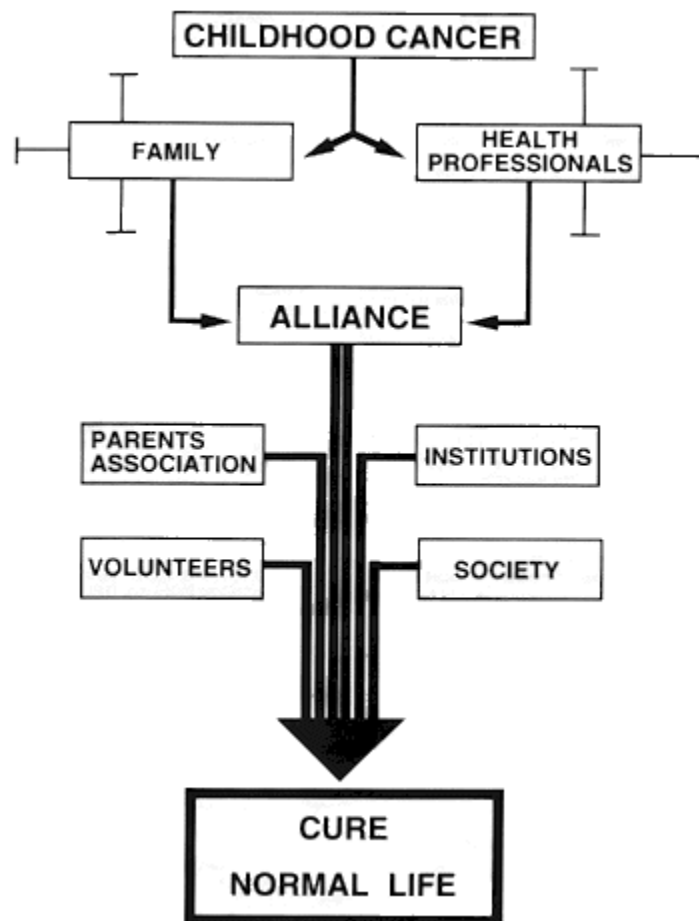 CHILDHOOD CANCER
FAMILY
HEALTH
PROFESSIONALS
ALLIANCE
PARENTS
ASSOCIATION
INSTITUTIONS
VOLUNTEERS
SOCIETY
CURE
NORMAL LIFE